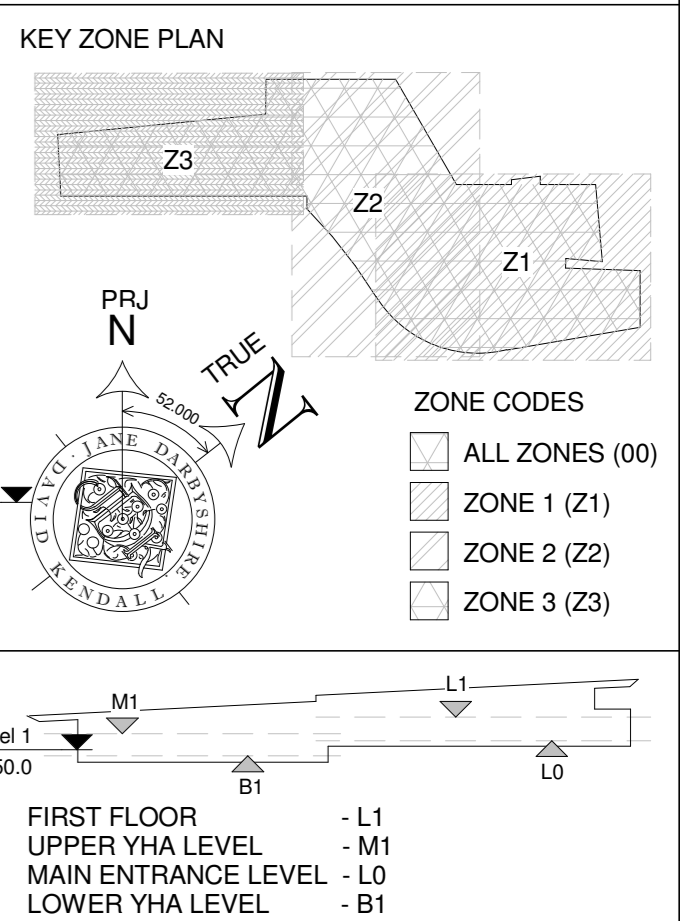 KEY ZONE PLAN
Z3
Z2
Z1
PRJ
N
TRUE
N
52.000
DAVID · JANE DARBYSHIRE · KENDALL
ZONE CODES
ALL ZONES (00)
ZONE 1 (Z1)
ZONE 2 (Z2)
ZONE 3 (Z3)
M1
L1
el 1
50.0
B1
L0
FIRST FLOOR - L1
UPPER YHA LEVEL - M1
MAIN ENTRANCE LEVEL - L0
LOWER YHA LEVEL - B1